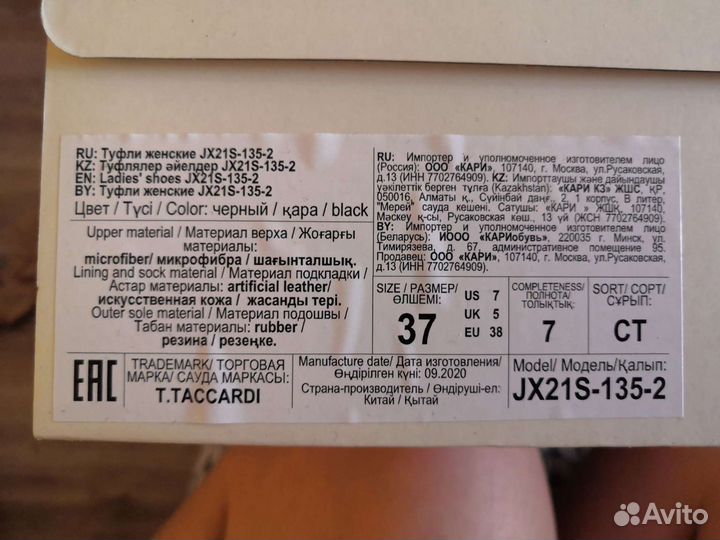 RU: Туфли женские JX21S-135-2
KZ: Туфлялер әйелдер JX21S-135-2
EN: Ladies' shoes JX21S-135-2
BY: Туфли женские JX21S-135-2
Цвет / Түсі / Color: черный / қара / black
Upper material / Материал верха / Жоғарғы
материалы:
microfiber/ микрофибра / шағынталшық.
Lining and sock material / Материал подкладки /
Астар материалы: artificial leather/
искусственная кожа / жасанды тері.
Outer sole material / Материал подошвы /
Табан материалы: rubber /
резина / резеңке.
RU: Импортер и уполномоченное изготовителем лицо
(Россия): ООО «КАРИ», 107140, г. Москва, ул.Русаковская,
д.13 (ИНН 7702764909). KZ: Импорттаушы және дайындаушы
уәкілеттік берген тұлға (Kazakhstan): «КАРИ КЗ» ЖШС, ҚР,
050016, Алматы қ., Сүйінбай даңғ., 2, 1 корпус, В литер,
"Мерей" сауда кешені. Сатушы: «КАРИ » ЖШҚ, 107140,
Мәскеу қ-сы, Русаковская көш., 13 үй (ЖСН 7702764909).
BY: Импортер и уполномоченное изготовителем лицо
(Беларусь): ИООО «КАРИобувь», 220035 г. Минск, ул.
Тимирязева, д. 67, административное помещение 95.
Продавец: ООО «КАРИ», 107140, г. Москва, ул.Русаковская,
д.13 (ИНН 7702764909).
SIZE / РАЗМЕР/
ӨЛШЕМІ:
37
US 7
UK 5
EU 38
COMPLETENESS/
ПОЛНОТА/
ТОЛЫҚТЫҚ:
7
SORT/ СОРТ/
СҰРЫП:
СТ
EAC
TRADEMARK/ ТОРГОВАЯ
МАРКА/ САУДА МАРКАСЫ:
T.TACCARDI
Manufacture date/ Дата изготовления/
Өндірілген күні: 09.2020
Страна-производитель / Өндіруші-ел:
Китай / Қытай
Model/ Модель/Қалып:
JX21S-135-2
Avito